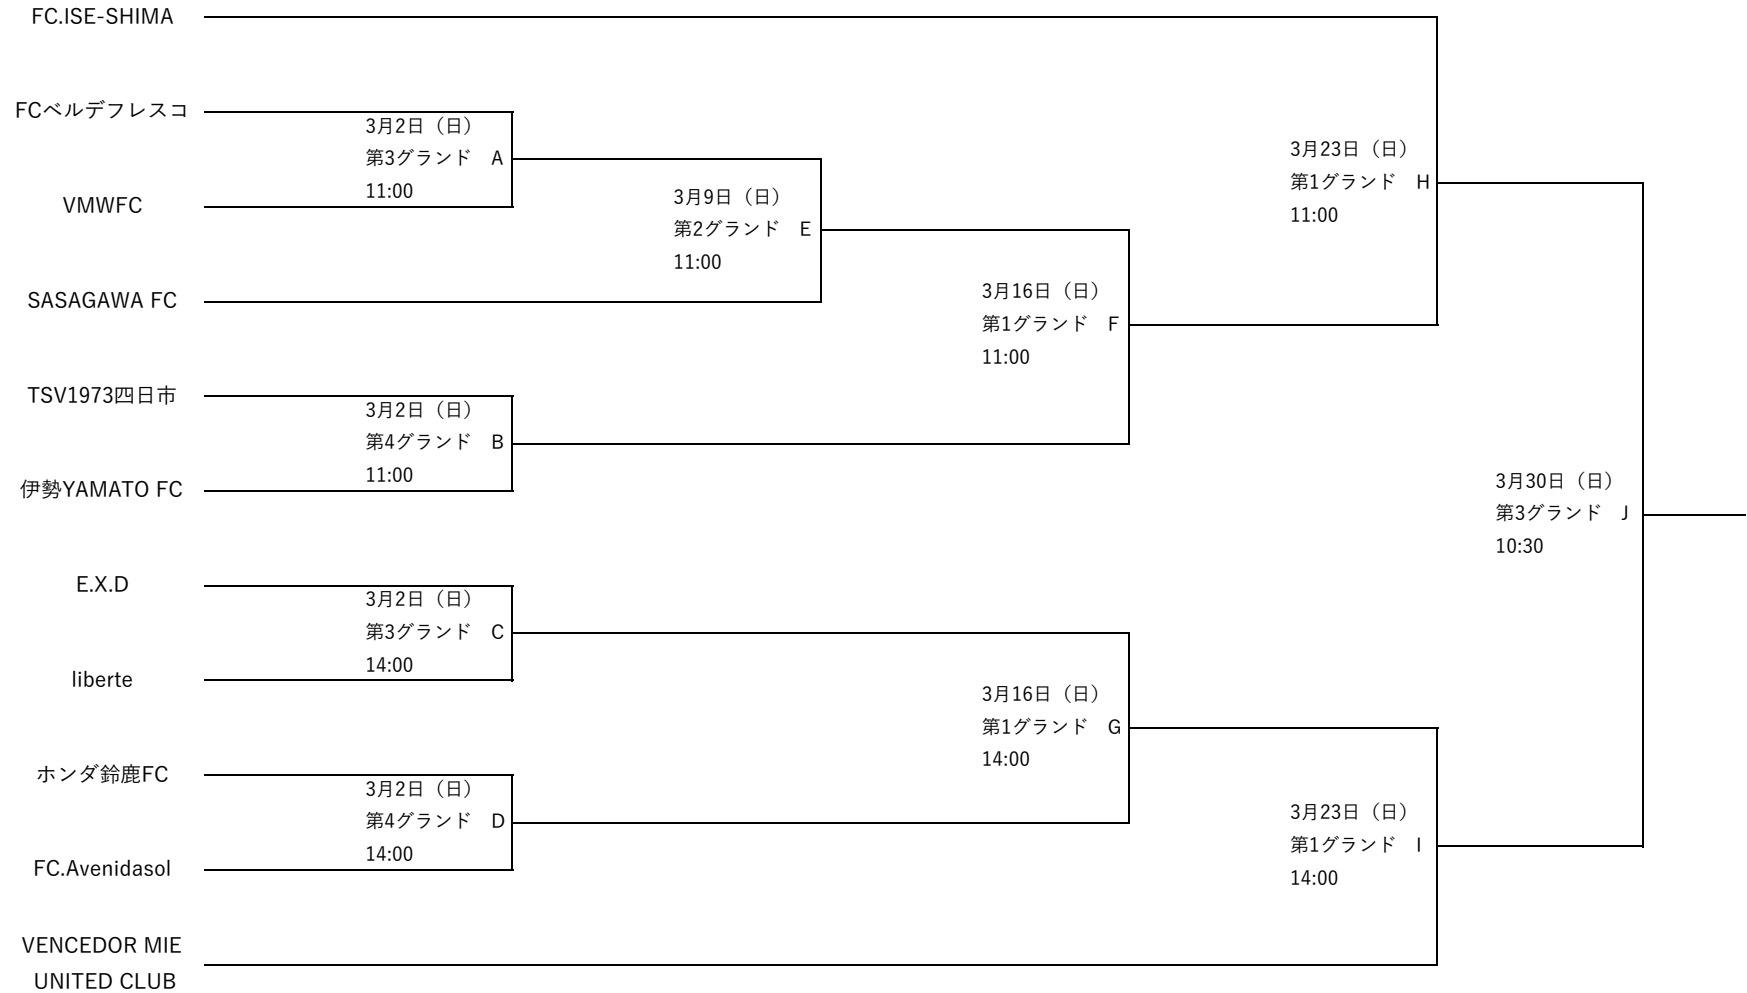 FC.ISE-SHIMA
FCベルデフレスコ
3月2日（日）
第3グランド　A
11:00
VMWFC
3月9日（日）
第2グランド　E
11:00
SASAGAWA FC
3月16日（日）
第1グランド　F
11:00
3月23日（日）
第1グランド　H
11:00
TSV1973四日市
3月2日（日）
第4グランド　B
11:00
伊勢YAMATO FC
3月30日（日）
第3グランド　J
10:30
E.X.D
3月2日（日）
第3グランド　C
14:00
liberte
3月16日（日）
第1グランド　G
14:00
ホンダ鈴鹿FC
3月2日（日）
第4グランド　D
14:00
FC.Avenidasol
3月23日（日）
第1グランド　I
14:00
VENCEDOR MIE
UNITED CLUB